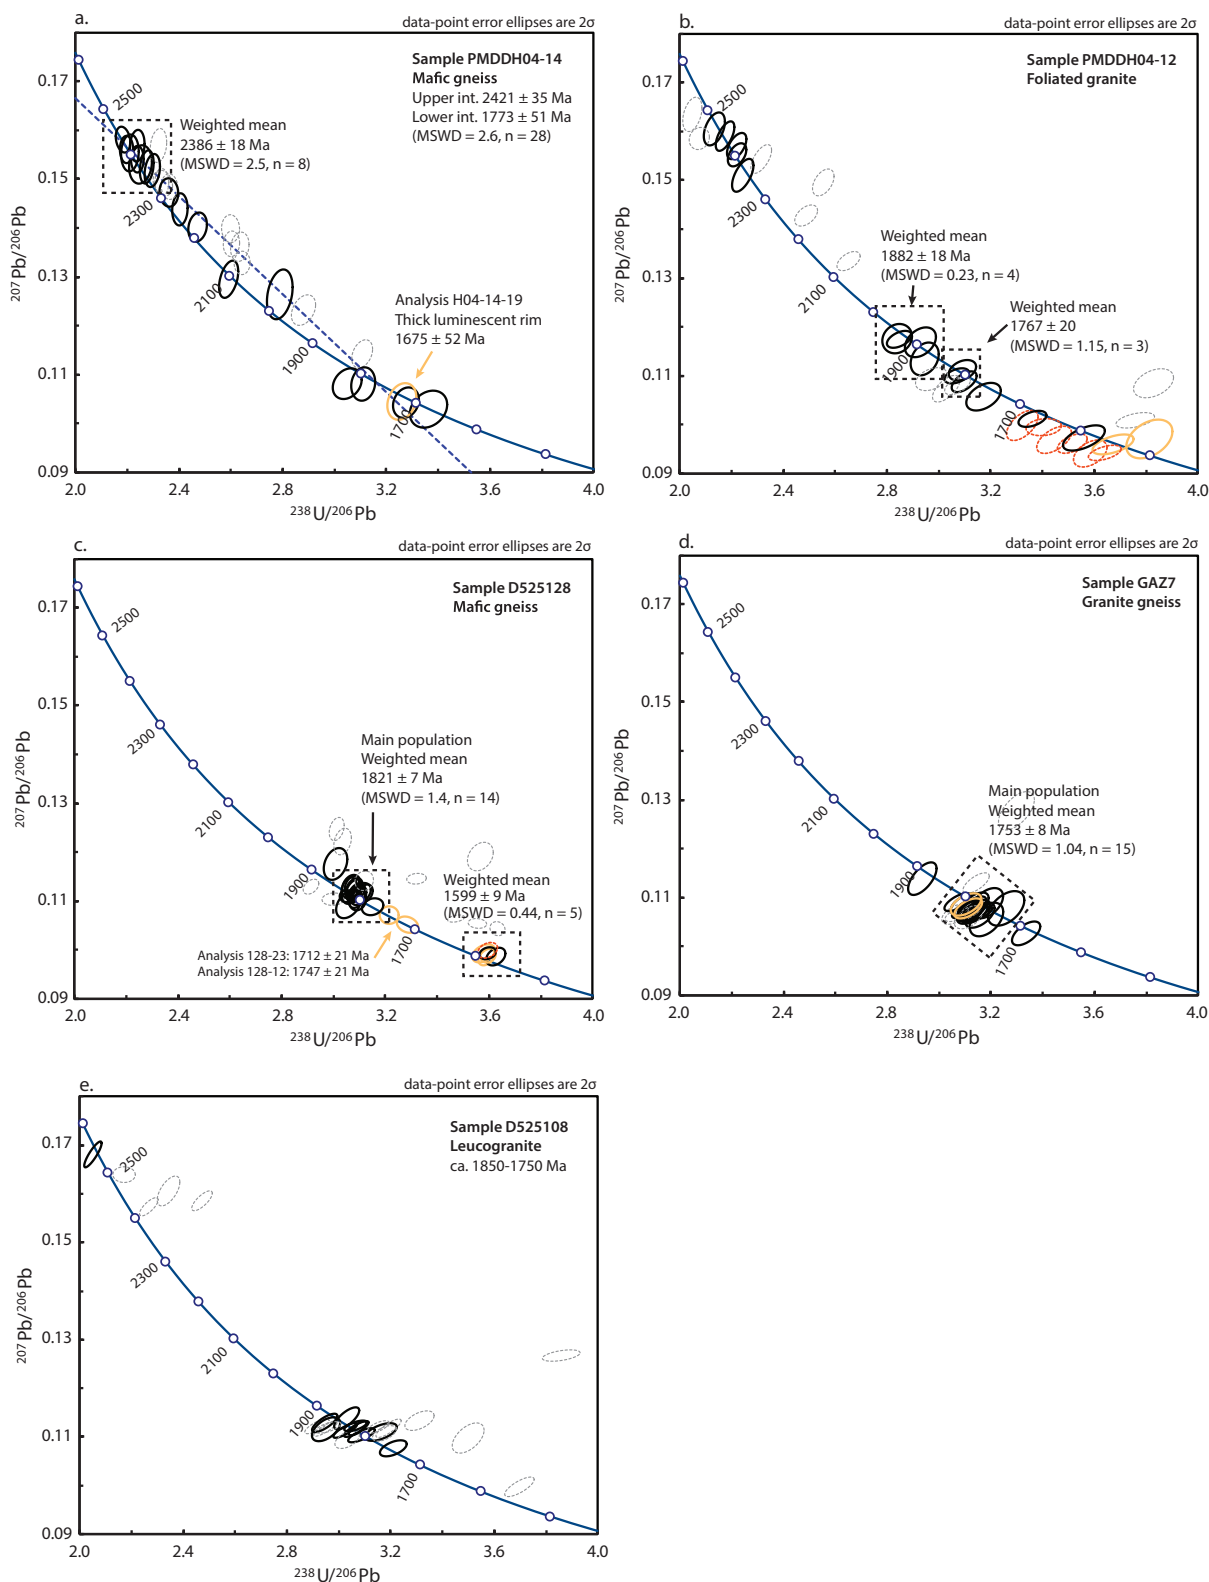 a.
data-point error ellipses are 2σ
Sample PMDDH04-14
Mafic gneiss
Upper int. 2421 ± 35 Ma
Lower int. 1773 ± 51 Ma
(MSWD = 2.6, n = 28)
Weighted mean
2386 ± 18 Ma
(MSWD = 2.5, n = 8)
Analysis H04-14-19
Thick luminescent rim
1675 ± 52 Ma
2500
2300
2100
1900
1700
0.17
0.15
0.13
0.11
0.09
207Pb/206Pb
2.0 2.4 2.8 3.2 3.6 4.0
238U/206Pb
b.
data-point error ellipses are 2σ
Sample PMDDH04-12
Foliated granite
Weighted mean
1882 ± 18 Ma
(MSWD = 0.23, n = 4)
Weighted mean
1767 ± 20
(MSWD = 1.15, n = 3)
2500
2300
2100
1900
1700
0.17
0.15
0.13
0.11
0.09
207Pb/206Pb
2.0 2.4 2.8 3.2 3.6 4.0
238U/206Pb
c.
data-point error ellipses are 2σ
Sample D525128
Mafic gneiss
Main population
Weighted mean
1821 ± 7 Ma
(MSWD = 1.4, n = 14)
Weighted mean
1599 ± 9 Ma
(MSWD = 0.44, n = 5)
Analysis 128-23: 1712 ± 21 Ma
Analysis 128-12: 1747 ± 21 Ma
2500
2300
2100
1900
1700
0.17
0.15
0.13
0.11
0.09
207Pb/206Pb
2.0 2.4 2.8 3.2 3.6 4.0
238U/206Pb
d.
data-point error ellipses are 2σ
Sample GAZ7
Granite gneiss
Main population
Weighted mean
1753 ± 8 Ma
(MSWD = 1.04, n = 15)
2500
2300
2100
1900
1700
0.17
0.15
0.13
0.11
0.09
207Pb/206Pb
2.0 2.4 2.8 3.2 3.6 4.0
238U/206Pb
e.
data-point error ellipses are 2σ
Sample D525108
Leucogranite
ca. 1850-1750 Ma
2500
2300
2100
1900
1700
0.17
0.15
0.13
0.11
0.09
207Pb/206Pb
2.0 2.4 2.8 3.2 3.6 4.0
238U/206Pb